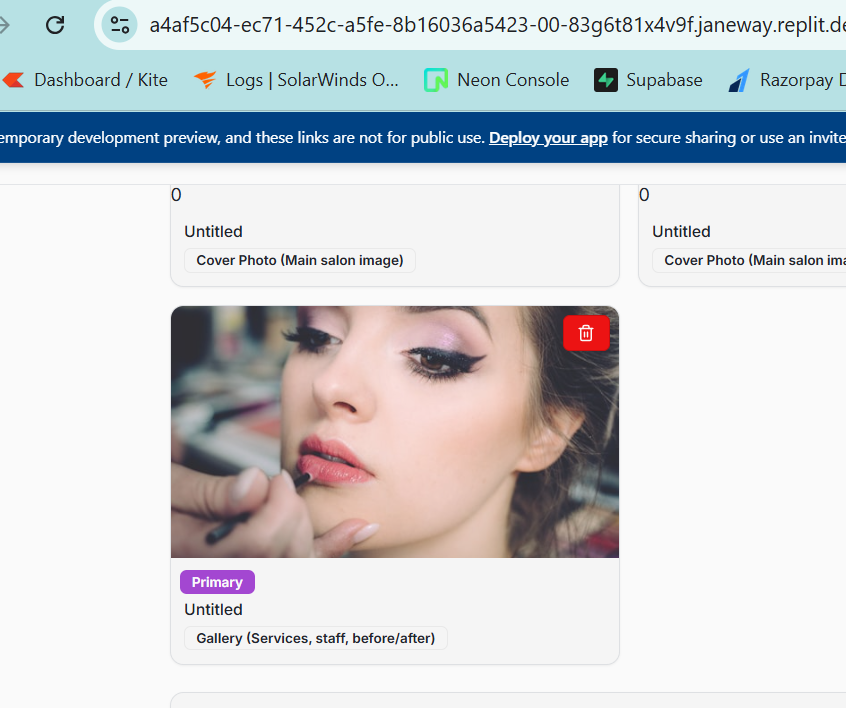 a4af5c04-ec71-452c-a5fe-8b16036a5423-00-83g6t81x4v9f.janeway.replit.de
Dashboard / Kite Logs | SolarWinds O... Neon Console Supabase Razorpay D
emporary development preview, and these links are not for public use. Deploy your app for secure sharing or use an invite
0 0
Untitled Untitled
Cover Photo (Main salon image) Cover Photo (Main salon ima
Primary
Untitled
Gallery (Services, staff, before/after)